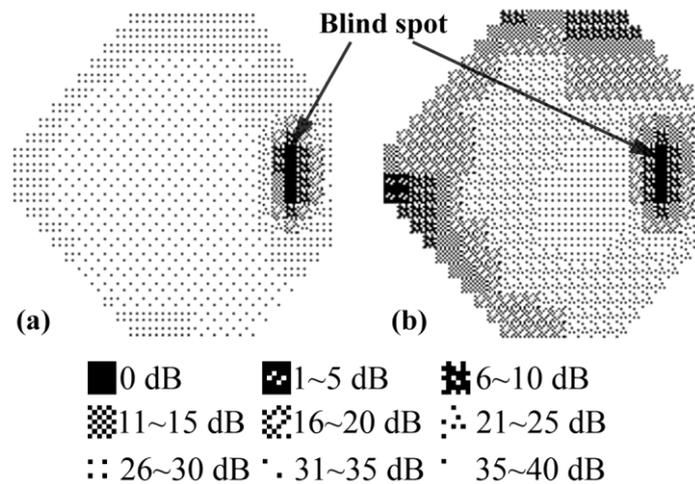 Blind spot
(a) (b)
0 dB 1~5 dB 6~10 dB
11~15 dB 16~20 dB 21~25 dB
26~30 dB 31~35 dB 35~40 dB